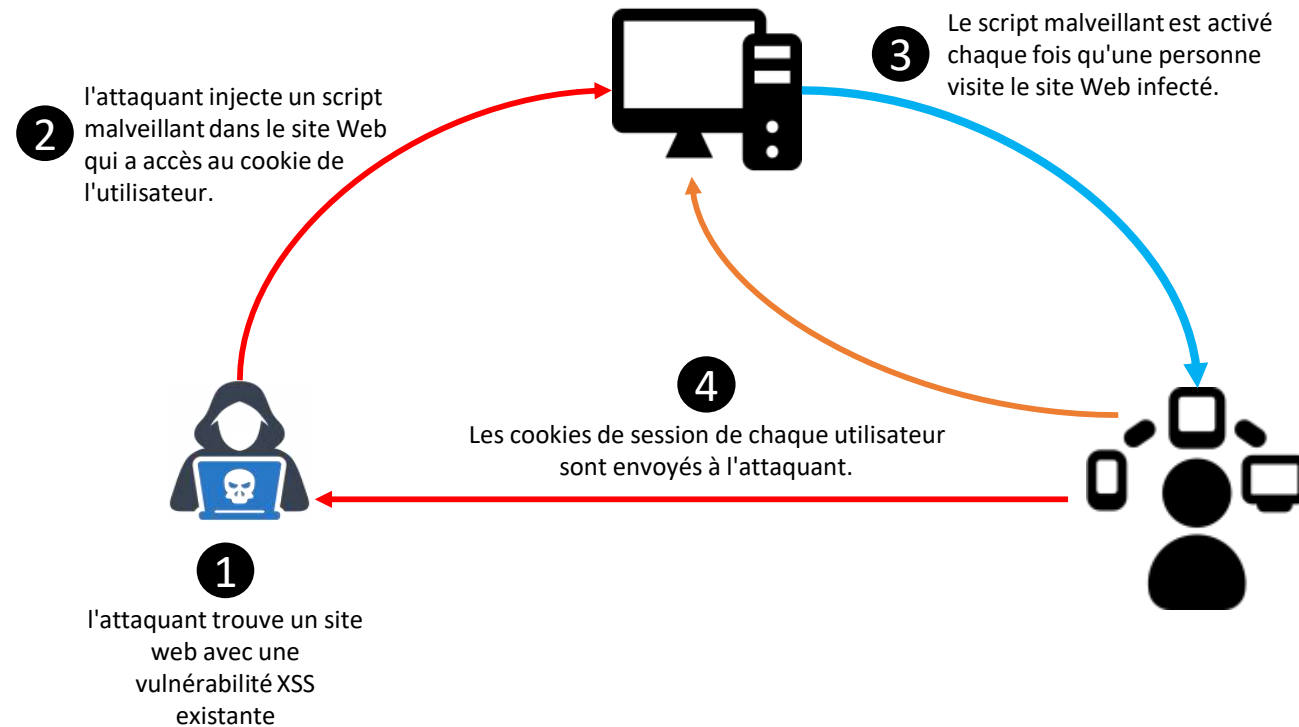 1
l'attaquant trouve un site
web avec une
vulnérabilité XSS
existante
2
l'attaquant injecte un script
malveillant dans le site Web
qui a accès au cookie de
l'utilisateur.
3
Le script malveillant est activé
chaque fois qu'une personne
visite le site Web infecté.
4
Les cookies de session de chaque utilisateur
sont envoyés à l'attaquant.